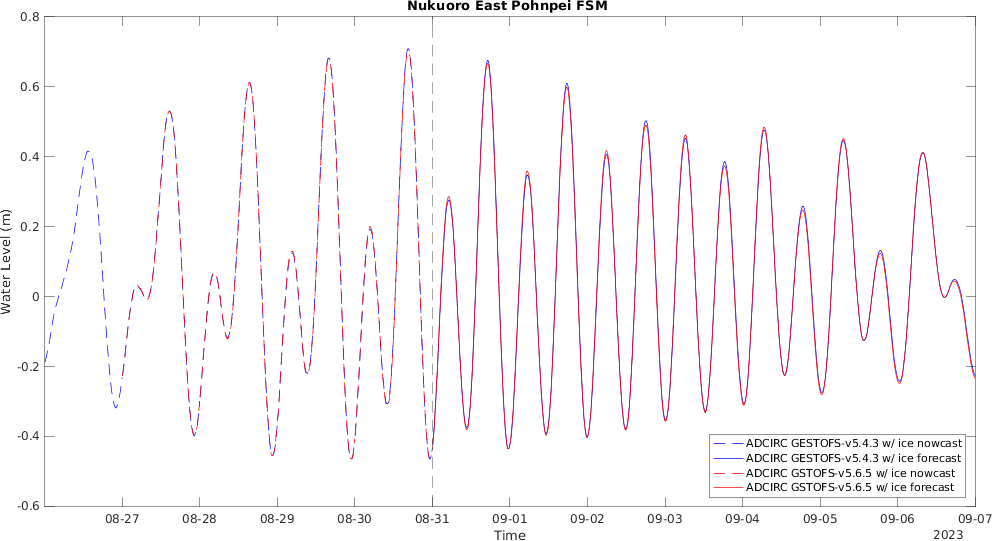 Nukuoro East Pohnpei FSM
0.8
0.6
0.4
0.2
0
-0.2
-0.4
-0.6
Water Level (m)
ADCIRC GESTOFS-v5.4.3 w/ ice nowcast
ADCIRC GESTOFS-v5.4.3 w/ ice forecast
ADCIRC GSTOFS-v5.6.5 w/ ice nowcast
ADCIRC GSTOFS-v5.6.5 w/ ice forecast
08-27 08-28 08-29 08-30 08-31 09-01 09-02 09-03 09-04 09-05 09-06 09-07
Time
2023